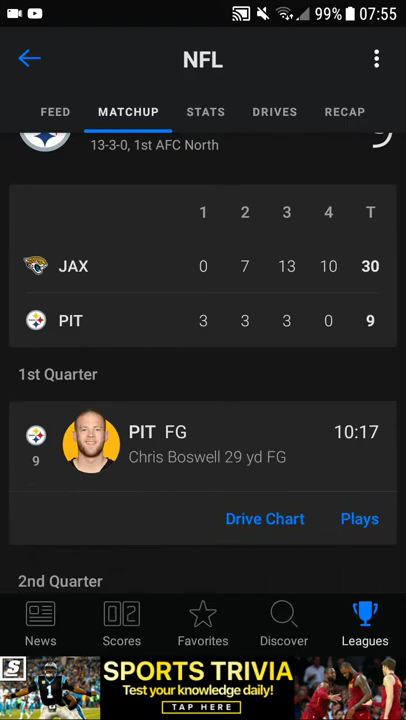 99% 07:55
NFL
FEED MATCHUP STATS DRIVES RECAP
13-3-0, 1st AFC North
1 2 3 4 T
JAX 0 7 13 10 30
PIT 3 3 3 0 9
1st Quarter
PIT FG 10:17
9 Chris Boswell 29 yd FG
Drive Chart Plays
2nd Quarter
News Scores Favorites Discover Leagues
S SPORTS TRIVIA
Test your knowledge daily!
TAP HERE